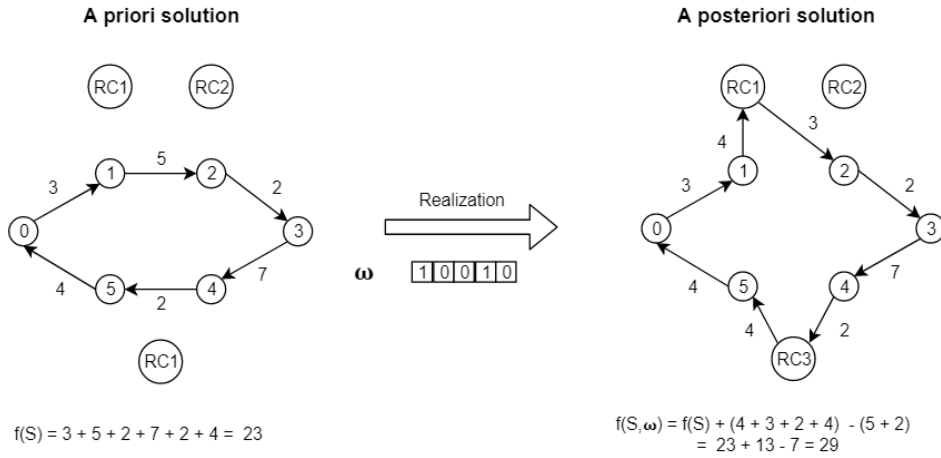 A priori solution
A posteriori solution
RC1
RC2
RC1
RC2
3
5
4
1
2
2
3
1
2
2
0
3
Realization
0
3
4
5
2
4
7
ω
1 0 0 1 0
4
5
4
7
4
2
RC1
RC3
f(S) = 3 + 5 + 2 + 7 + 2 + 4 = 23
f(S, ω) = f(S) + (4 + 3 + 2 + 4) - (5 + 2)
= 23 + 13 - 7 = 29